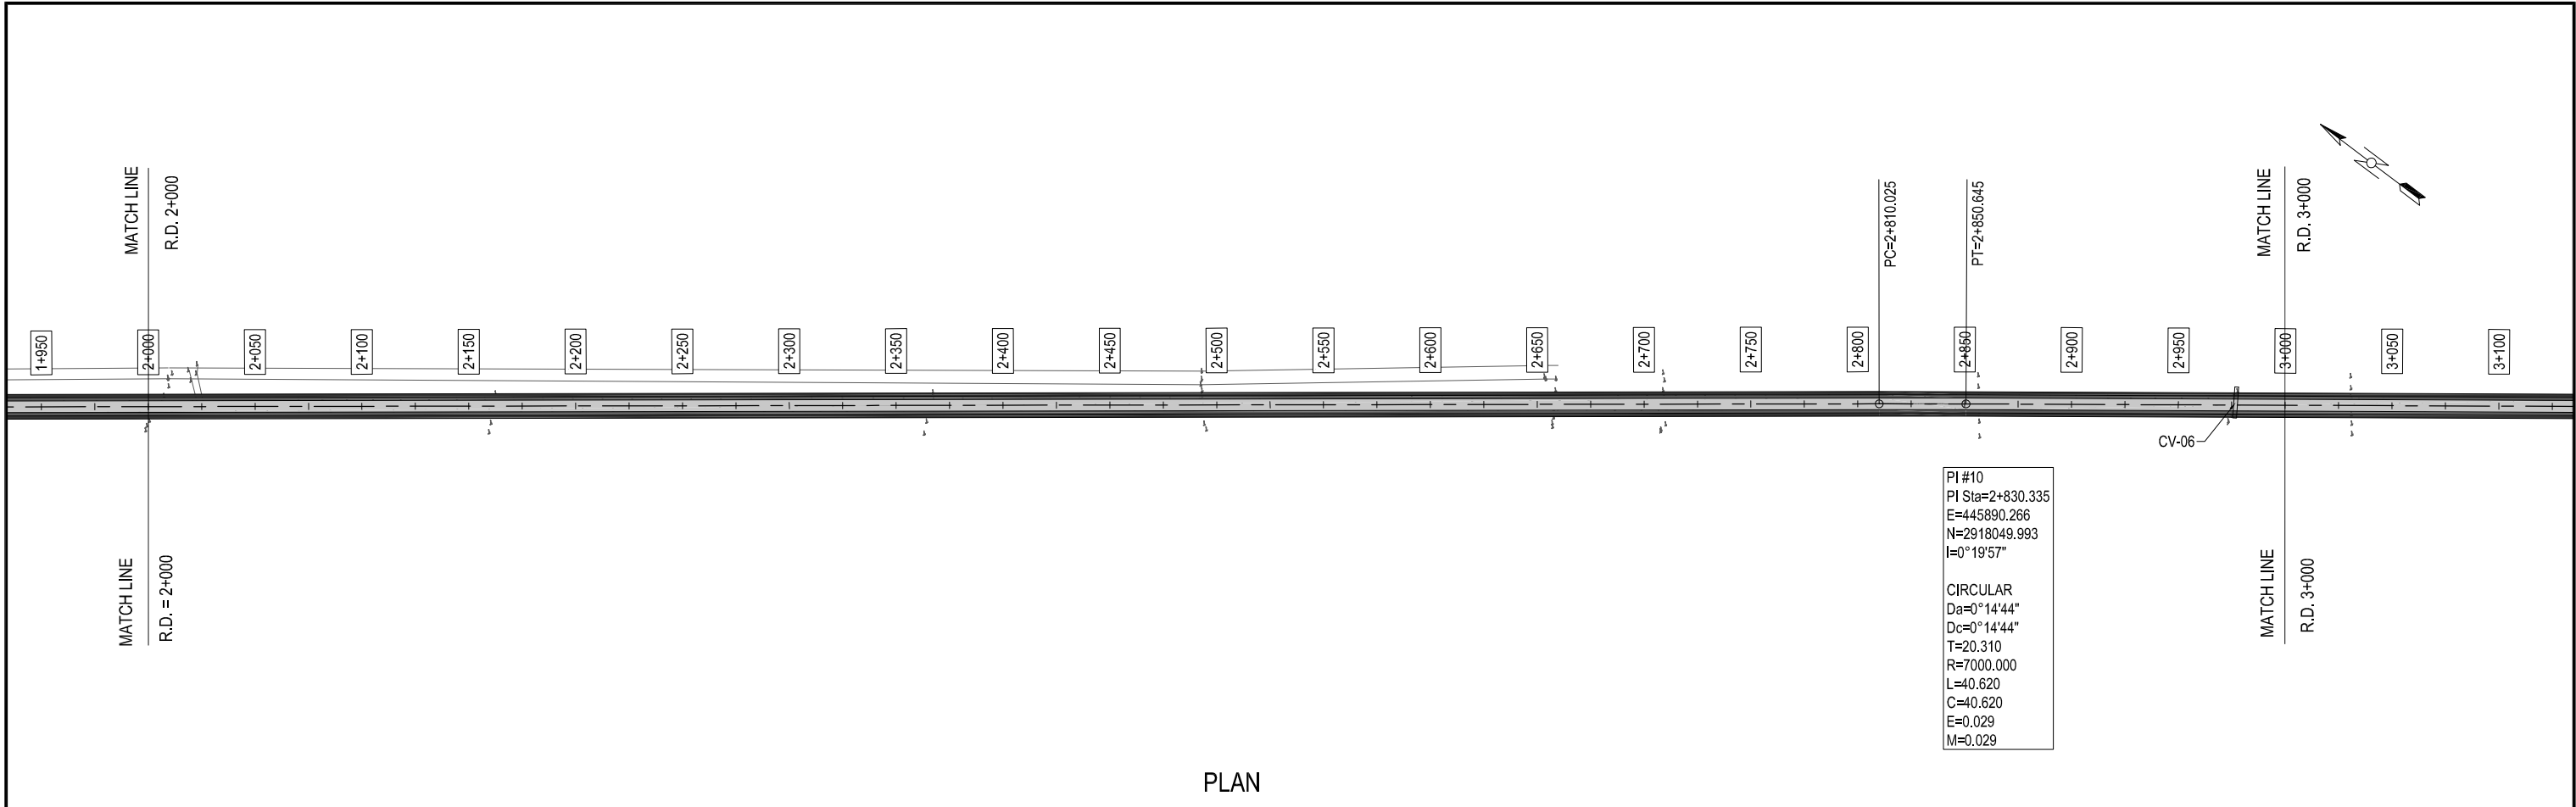 MATCH LINE
R.D. 2+000
PC=2+810.025
PT=2+850.645
MATCH LINE
R.D. 3+000
1+950
2+000
2+050
2+100
2+150
2+200
2+250
2+300
2+350
2+400
2+450
2+500
2+550
2+600
2+650
2+700
2+750
2+800
2+850
2+900
2+950
3+000
3+050
3+100
CV-06
MATCH LINE
R.D. = 2+000
PI #10
PI Sta=2+830.335
E=445890.266
N=2918049.993
I=0°19'57"
CIRCULAR
Da=0°14'44"
Dc=0°14'44"
T=20.310
R=7000.000
L=40.620
C=40.620
E=0.029
M=0.029
MATCH LINE
R.D. 3+000
PLAN